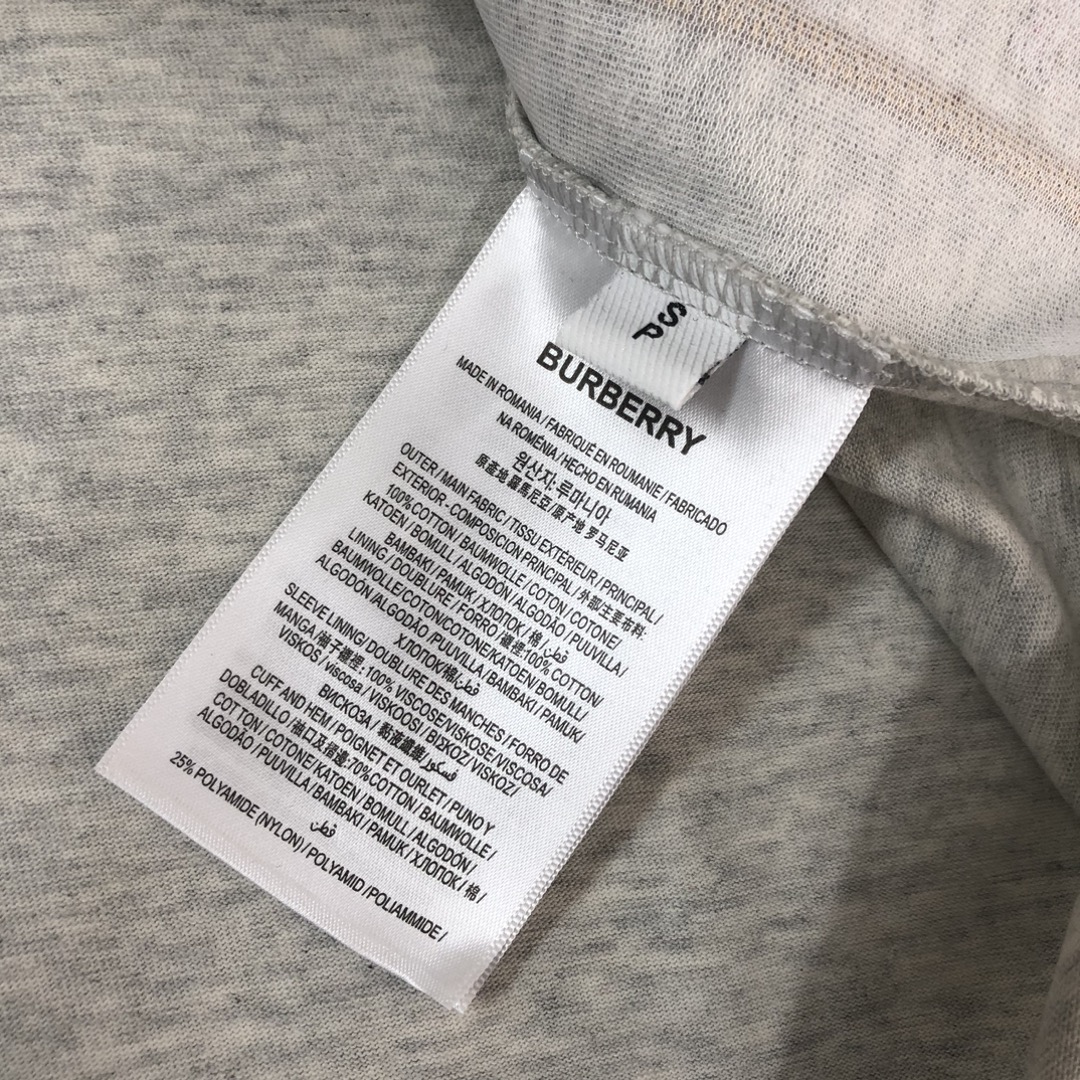 S
P
BURBERRY
MADE IN ROMANIA / FABRIQUÉ EN ROUMANIE / FABRICADO
NA ROMÉNIA / HECHO EN RUMANIA
원산지: 루마니아
原產地 羅馬尼亞/原产地 罗马尼亚
OUTER / MAIN FABRIC / TISSU EXTÉRIEUR / PRINCIPAL /
EXTERIOR - COMPOSICION PRINCIPAL / 外部主要布料:
100% COTTON / BAUMWOLLE / COTON / COTONE /
KATOEN / BOMULL / ALGODÓN / ALGODÃO / PUUVILLA /
BAMBAKI / PAMUK / ХЛОПОК / 棉 / قطن
LINING / DOUBLURE / FORRO 襯裡:100% COTTON/
BAUMWOLLE/COTON/COTONE/KATOEN/ BOMULL/
ALGODÓN/ALGODÃO / PUUVILLA / BAMBAKI / PAMUK/
ХЛОПОК/棉/قطن
SLEEVE LINING / DOUBLURE DES MANCHES / FORRO DE
MANGA / 袖子襯裡: 100% VISCOSE/VISKOSE/VISCOSA/
VISKOS / viscosa / VISKOOSI / ΒΙΣΚΟΖ / VISKOZ/
ВИСКОЗА / 黏液纖維/فسكوز
CUFF AND HEM / POIGNET ET OURLET / PUNO Y
DOBLADILLO / 袖口及摺邊:70% COTTON / BAUMWOLLE /
COTTON / COTONE/KATOEN / BOMULL / ALGODÓN /
ALGODÃO / PUUVILLA / BAMBAKI / PAMUK / ХЛОПОК / 棉 /
قطن
25% POLYAMIDE (NYLON) / POLYAMID /POLIAMMIDE /